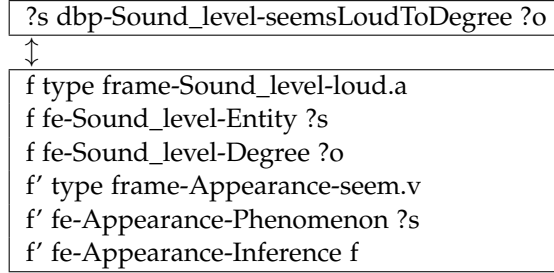 ?s dbp-Sound_level-seemsLoudToDegree ?o
↕
f type frame-Sound_level-loud.a
f fe-Sound_level-Entity ?s
f fe-Sound_level-Degree ?o
f’ type frame-Appearance-seem.v
f’ fe-Appearance-Phenomenon ?s
f’ fe-Appearance-Inference f